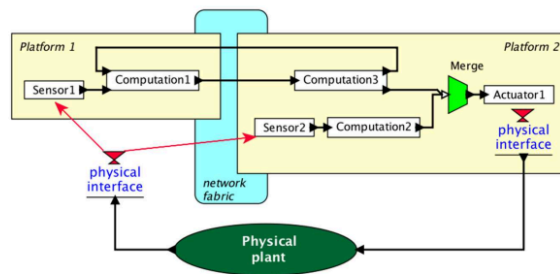 Platform 1
Platform 2
Merge
Sensor1
Computation1
Computation3
Actuator1
Sensor2
Computation2
physical
interface
physical
interface
network
fabric
Physical
plant